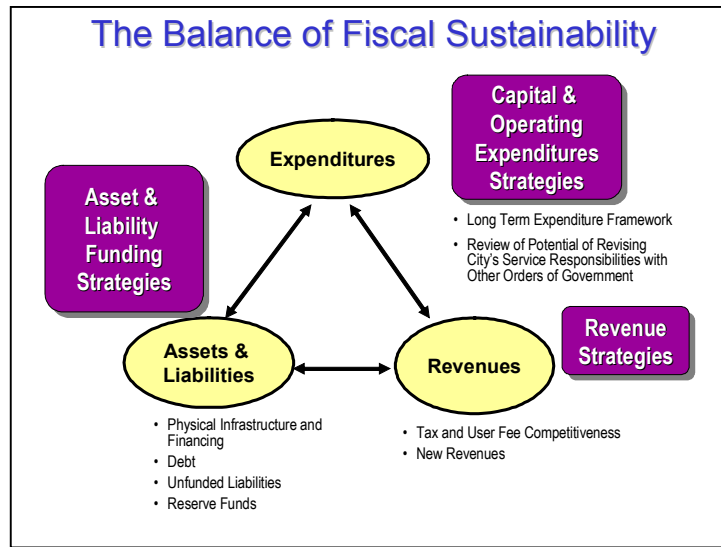 The Balance of Fiscal Sustainability
Capital &
Operating
Expenditures
Strategies
Expenditures
Asset &
Liability
Funding
Strategies
• Long Term Expenditure Framework
• Review of Potential of Revising
City's Service Responsibilities with
Other Orders of Government
Assets &
Liabilities
Revenues
Revenue
Strategies
• Physical Infrastructure and
Financing
• Debt
• Unfunded Liabilities
• Reserve Funds
• Tax and User Fee Competitiveness
• New Revenues